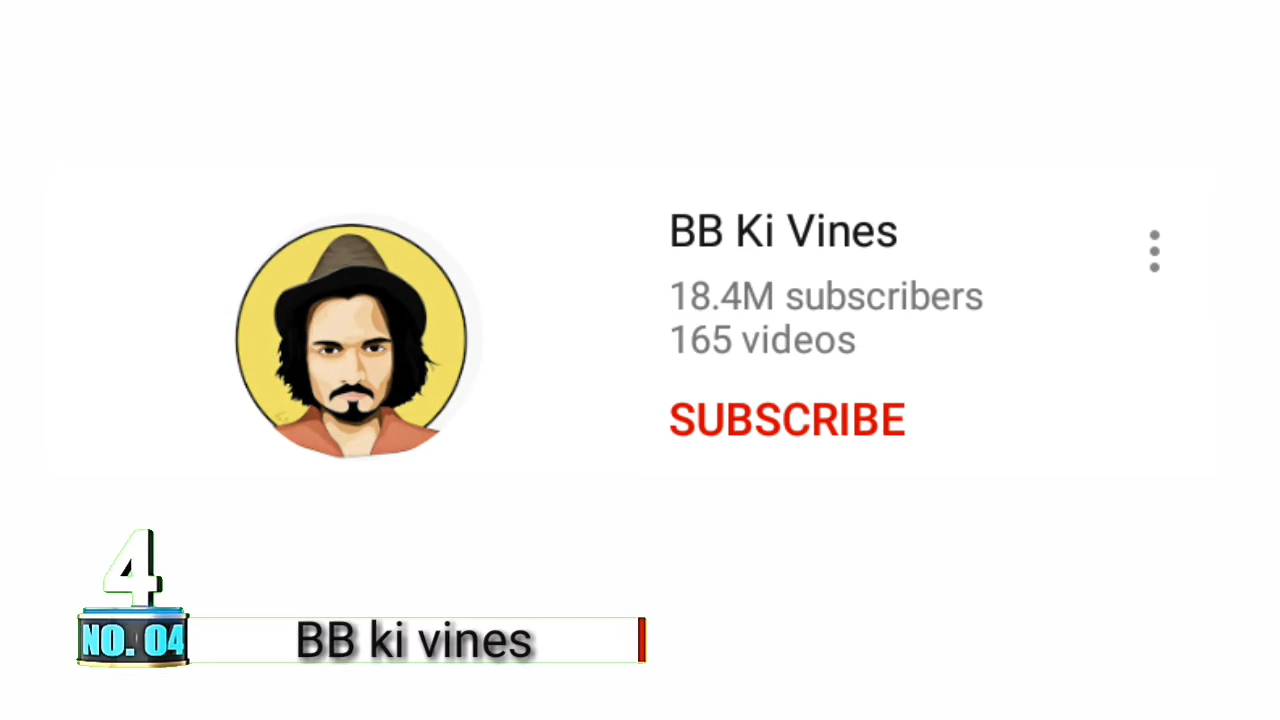 BB Ki Vines
18.4M subscribers
165 videos
SUBSCRIBE
4
NO. 04
BB ki vines